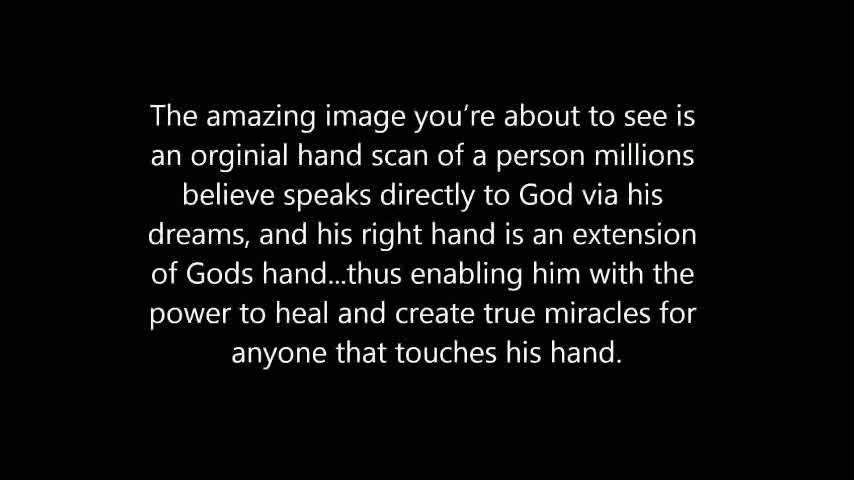 The amazing image you’re about to see is
an orginial hand scan of a person millions
believe speaks directly to God via his
dreams, and his right hand is an extension
of Gods hand...thus enabling him with the
power to heal and create true miracles for
anyone that touches his hand.